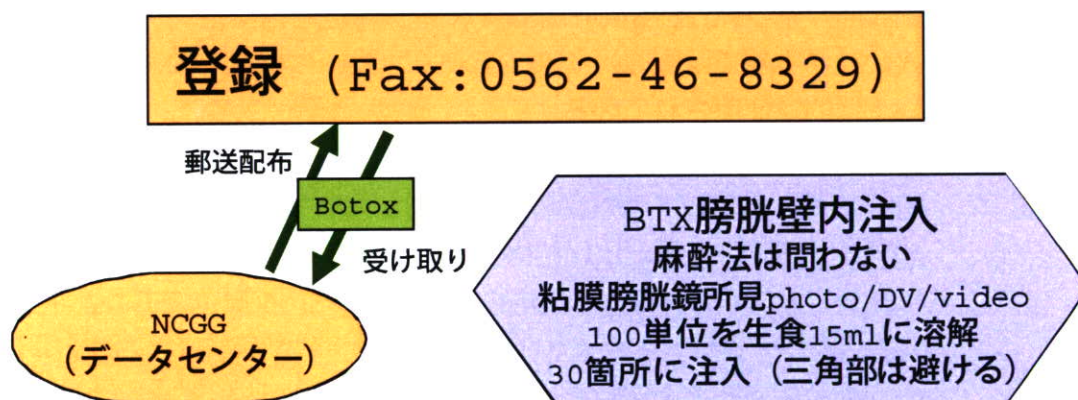 登録 (Fax:0562-46-8329)
郵送配布
Botox
受け取り
NCGG
(データセンター)
BTX膀胱壁内注入
麻酔法は問わない
粘膜膀胱鏡所見photo/DV/video
100単位を生食15mlに溶解
30箇所に注入(三角部は避ける)